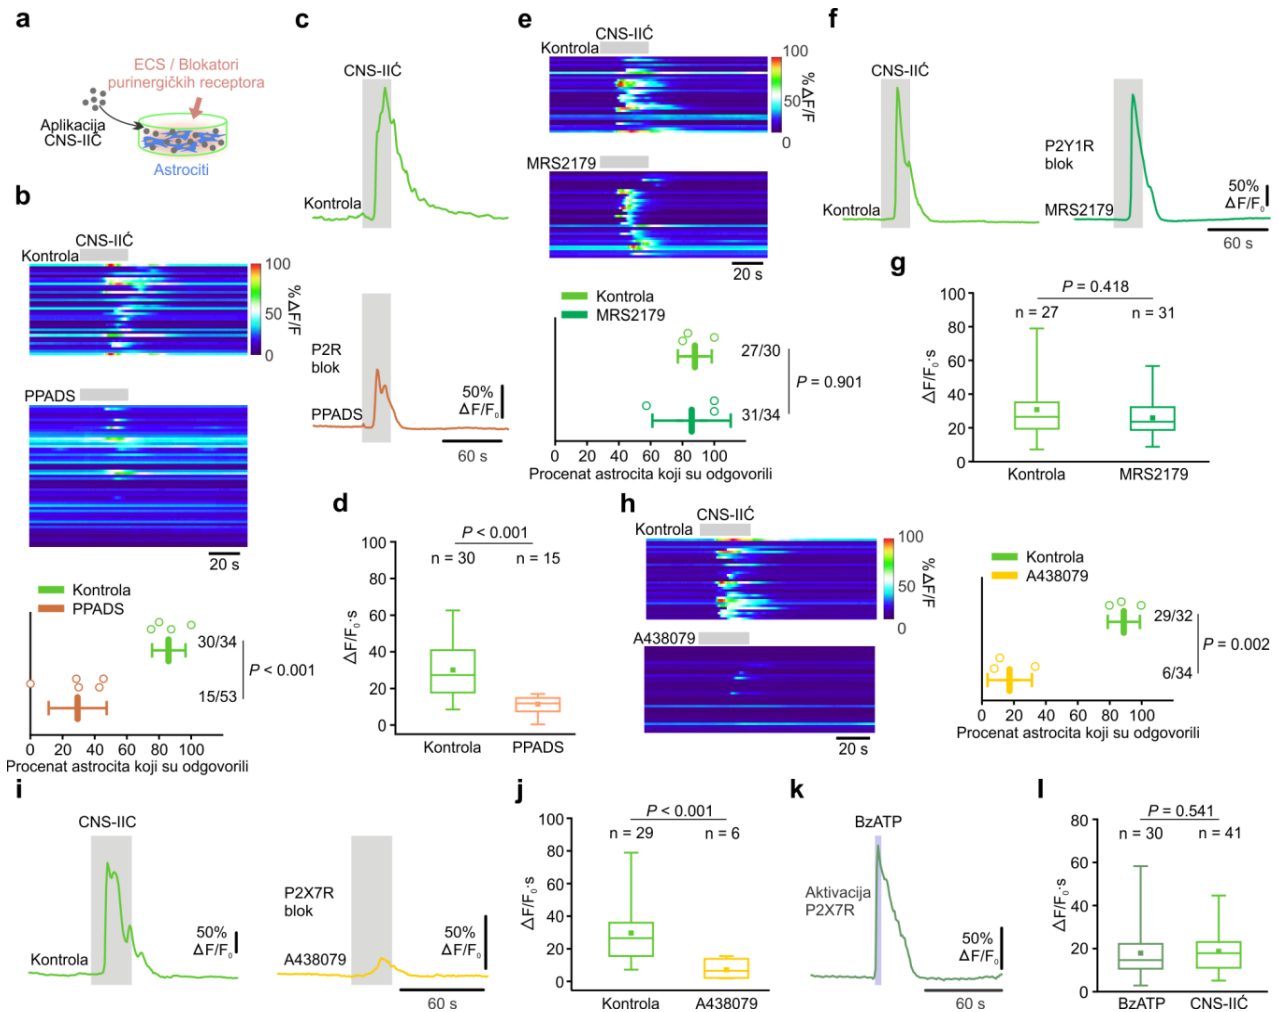 a
ECS / Blokatori
purinergičkih receptora
Aplikacija
CNS-IIĆ
Astrociti
b
CNS-IIĆ
Kontrola
100
50
0
% ΔF/F
PPADS
20 s
Kontrola
PPADS
30/34
15/53
P < 0.001
0 20 40 60 80 100
Procenat astrocita koji su odgovorili
c
CNS-IIĆ
Kontrola
P2R
blok
PPADS
50%
ΔF/F₀
60 s
d
P < 0.001
n = 30 n = 15
100
80
60
40
20
0
ΔF/F₀·s
Kontrola PPADS
e
CNS-IIĆ
Kontrola
100
50
0
% ΔF/F
MRS2179
20 s
Kontrola
MRS2179
27/30
31/34
P = 0.901
0 20 40 60 80 100
Procenat astrocita koji su odgovorili
f
CNS-IIĆ
Kontrola
P2Y1R
blok
MRS2179
50%
ΔF/F₀
60 s
g
P = 0.418
n = 27 n = 31
100
80
60
40
20
0
ΔF/F₀·s
Kontrola MRS2179
h
CNS-IIĆ
Kontrola
100
50
0
% ΔF/F
A438079
20 s
Kontrola
A438079
29/32
6/34
P = 0.002
0 20 40 60 80 100
Procenat astrocita koji su odgovorili
i
CNS-IIC
Kontrola
50%
ΔF/F₀
P2X7R
blok
A438079
50%
ΔF/F₀
60 s
j
P < 0.001
n = 29 n = 6
100
80
60
40
20
0
ΔF/F₀·s
Kontrola A438079
k
BzATP
Aktivacija
P2X7R
50%
ΔF/F₀
60 s
l
P = 0.541
n = 30 n = 41
80
60
40
20
0
ΔF/F₀·s
BzATP CNS-IIĆ